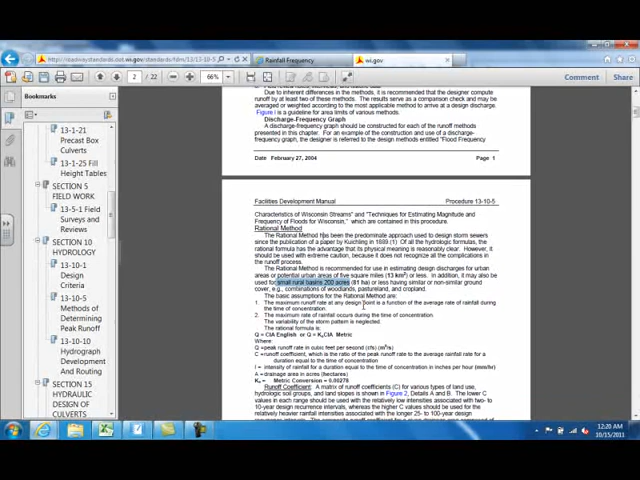 Rainfall Frequency
wi.gov
2
/ 22
66%
Comment
Share
Bookmarks
13-1-21
Precast Box
Culverts
13-1-25 Fill
Height Tables
SECTION 5
FIELD WORK
13-5-1 Field
Surveys and
Reviews
SECTION 10
HYDROLOGY
13-10-1
Design
Criteria
13-10-5
Methods of
Determining
Peak Runoff
13-10-10
Hydrograph
Development
And Routing
SECTION 15
HYDRAULIC
DESIGN OF
CULVERTS
Due to inherent differences in the methods, it is recommended that the designer compute
runoff by at least two of these methods. The results serve as a comparison check and may be
averaged or weighted according to the most applicable method to arrive at a design discharge.
Figure I is a guideline for area limits of various methods.
Discharge-Frequency Graph
A discharge-frequency graph should be constructed for each of the runoff methods
presented in this chapter. For an example of the construction and use of a discharge-
frequency graph, the designer is referred to the design methods entitled "Flood Frequency
Date February 27, 2004
Page 1
Facilities Development Manual
Procedure 13-10-5
Characteristics of Wisconsin Streams" and "Techniques for Estimating Magnitude and
Frequency of Floods for Wisconsin," which are contained in this procedure.
Rational Method
The Rational Method has been the predominate approach used to design storm sewers
since the publication of a paper by Kuichling in 1889.(1) Of all the hydrologic formulas, the
rational formula has the advantage that its physical meaning is reasonably clear. However, it
should be used with extreme caution, because it does not recognize all the complications in
the runoff process.
The Rational Method is recommended for use in estimating design discharges for urban
areas or potential urban areas of five square miles (13 km²) or less. In addition, it may also be
used for small rural basins 200 acres (81 ha) or less having similar or non-similar ground
cover, e.g., combinations of woodlands, pastureland, and cropland.
The basic assumptions for the Rational Method are:
1. The maximum runoff rate at any design point is a function of the average rate of rainfall during
the time of concentration.
2. The maximum rate of rainfall occurs during the time of concentration.
The variability of the storm pattern is neglected.
The rational formula is:
Q = CIA English or Q = KₒCIA Metric
Q =peak runoff rate in cubic feet per second (cfs) (m³/s)
C =runoff coefficient, which is the ratio of the peak runoff rate to the average rainfall rate for a
duration equal to the time of concentration
I = intensity of rainfall for a duration equal to the time of concentration in inches (mm/hr)
A = drainage area in acres (hectares)
Kₒ = Metric Conversion = 0.00278
Runoff Coefficient: A matrix of runoff coefficients (C) for various types of land use,
hydrologic soil groups, and land slopes is shown in Figure 2, Details A and B. The lower C
values in each range should be used with the relatively low intensities associated with two- to
10-year design recurrence intervals, whereas the higher C values should be used for the
relatively heavier rainfall intensities associated with the longer 25- to 100-year design
12:20 AM
10/15/2011